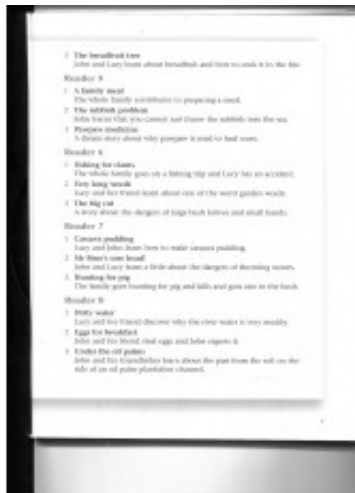 3 The breadfruit tree
John and Lucy learn about breadfruit and how to cook it in the fire.
Reader 5
1 A family meal
The whole family contributes to preparing a meal.
2 The rubbish problem
John learns that you cannot just throw the rubbish into the sea.
3 Pawpaw medicine
A dream story about why pawpaw is used to heal sores.
Reader 6
1 Fishing for clams
The whole family goes on a fishing trip and Lucy has an accident.
2 Very long weeds
Lucy and her friend learn about one of the worst garden weeds.
3 The big cut
A story about the dangers of large bush knives and small hands.
Reader 7
1 Cassava pudding
Lucy and John learn how to make cassava pudding.
2 Mr Hino's sore head!
John and Lucy learn a little about the dangers of throwing stones.
3 Hunting for pig
The family goes hunting for pig and kills and guts one in the bush.
Reader 8
1 Dirty water
Lucy and her friend discover why the river water is very muddy.
2 Eggs for breakfast
John and his friend steal eggs and John regrets it.
3 Under the oil palms
John and his grandfather learn about the past from the soil on the
side of an oil palm plantation channel.